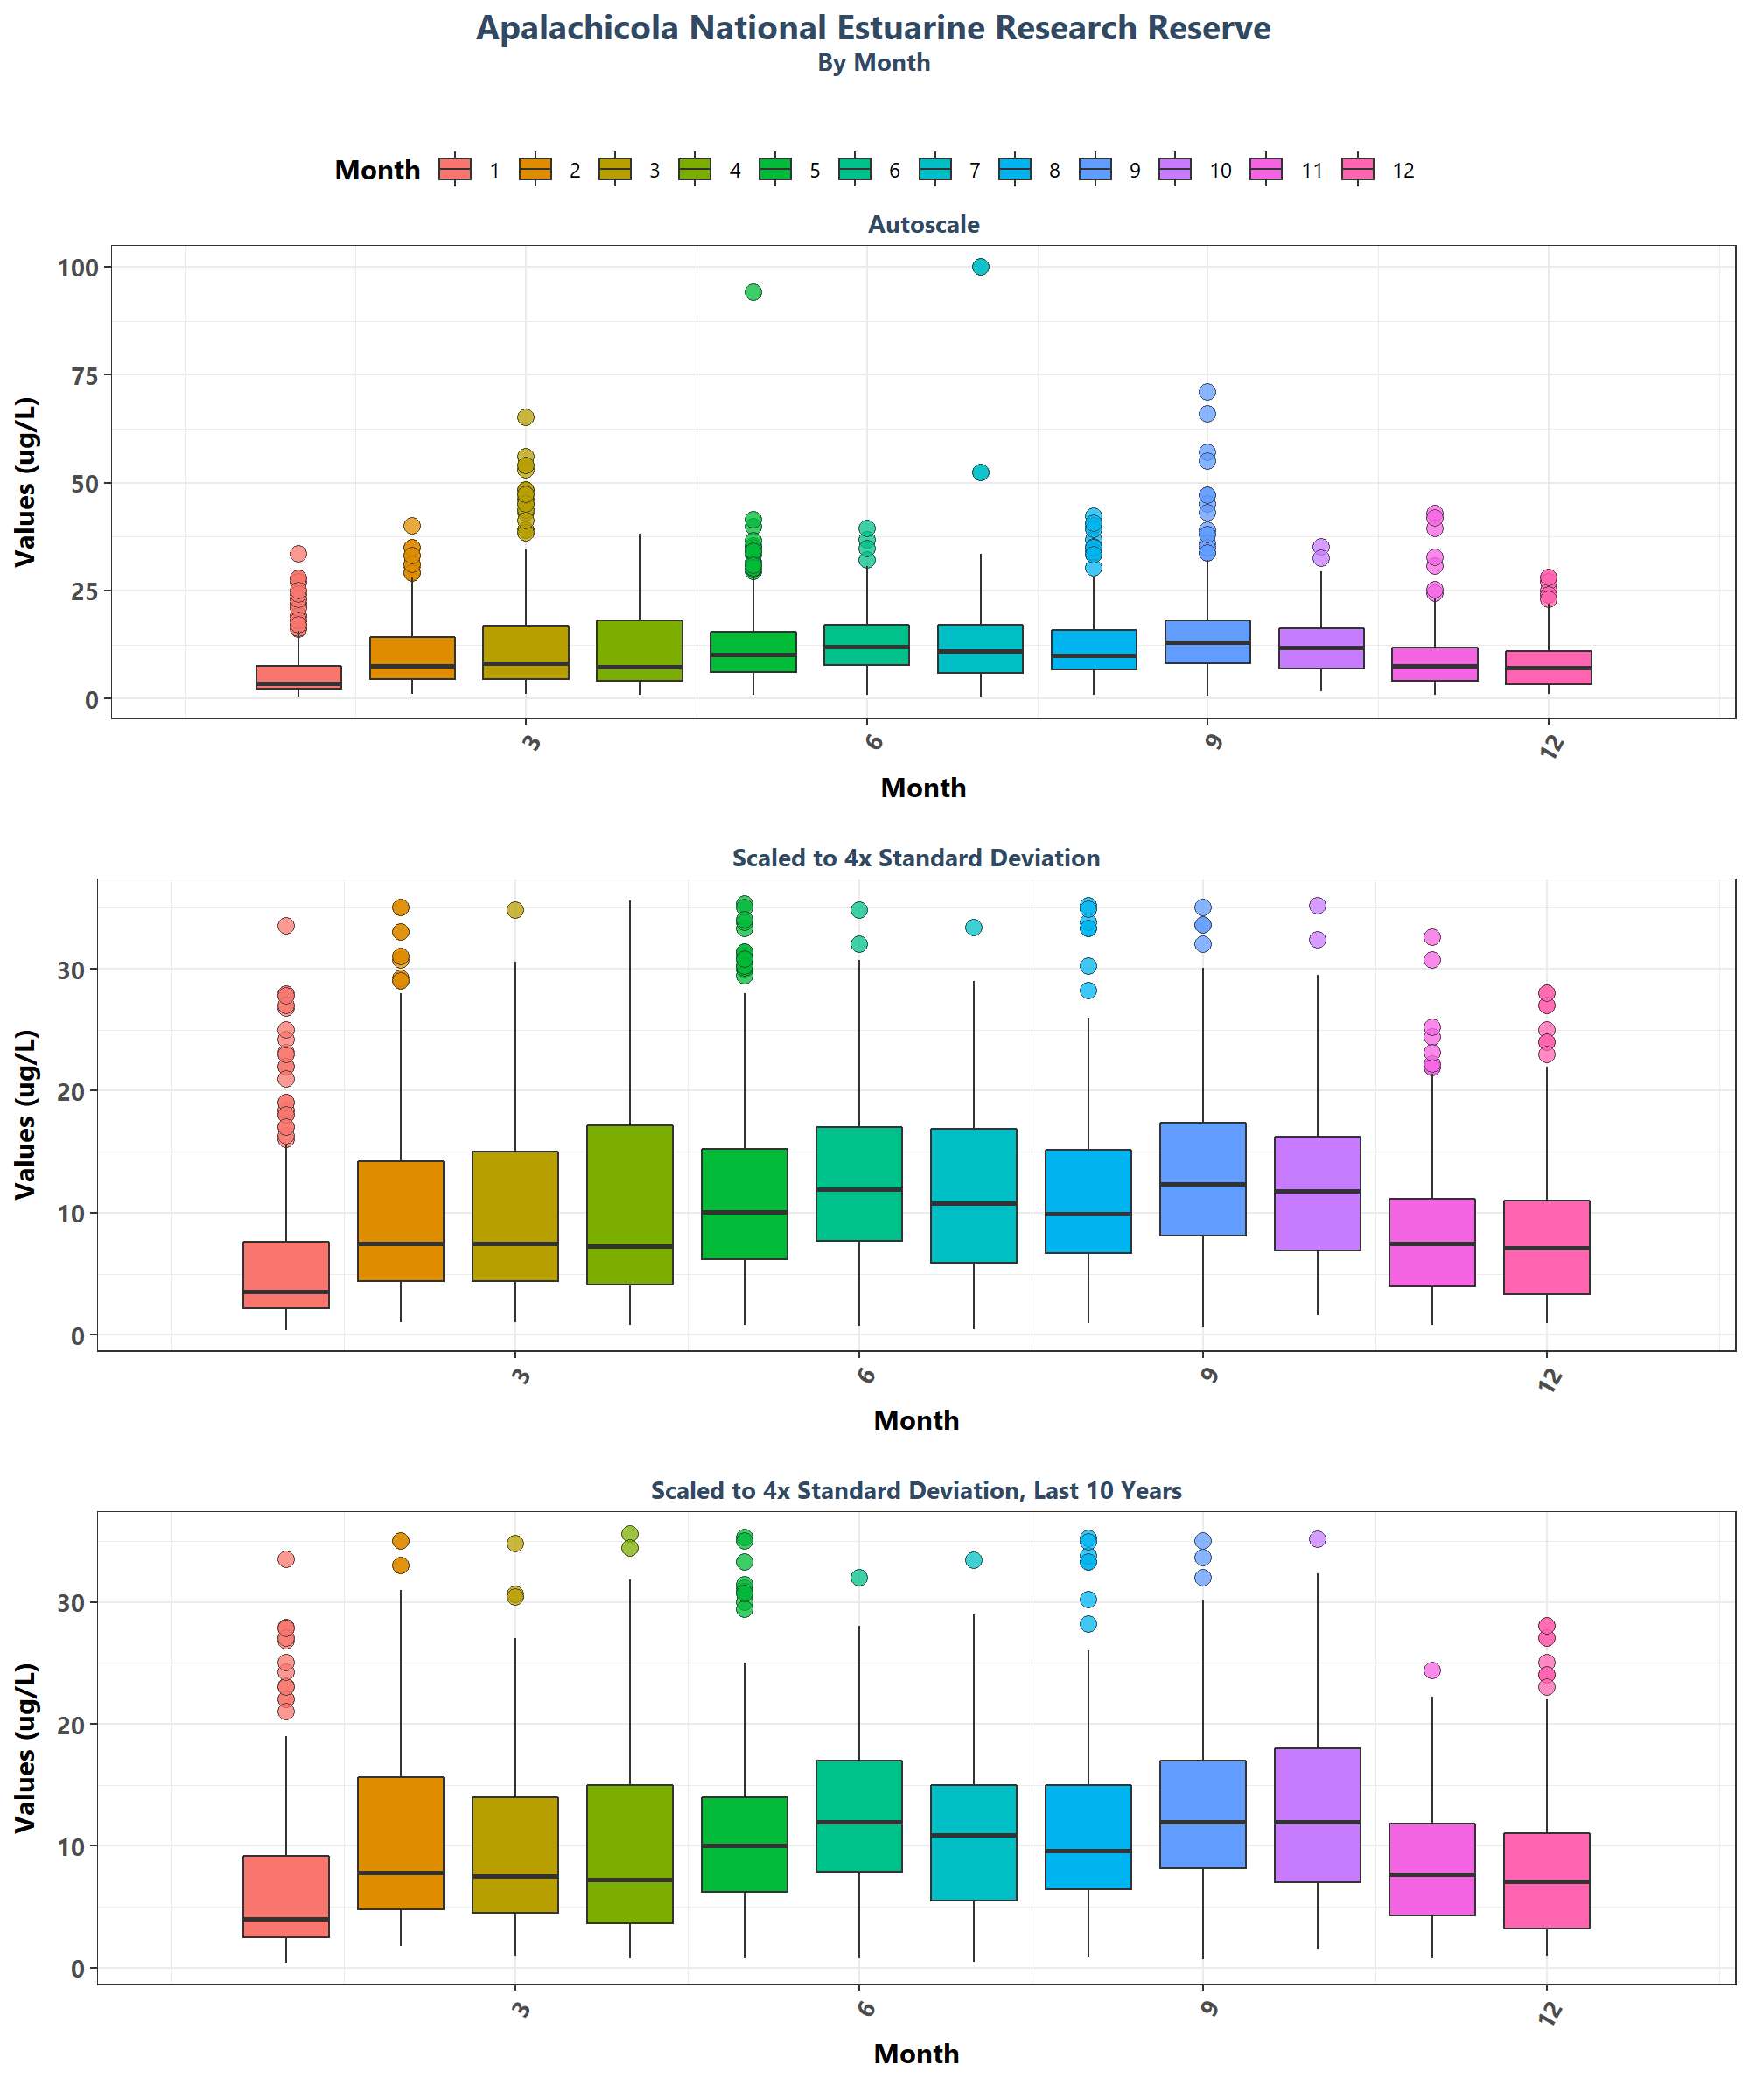 Apalachicola National Estuarine Research Reserve
By Month
Month 1 2 3 4 5 6 7 8 9 10 11 12
Autoscale
Values (ug/L)
100
75
50
25
0
3 6 9 12
Month
Scaled to 4x Standard Deviation
Values (ug/L)
30
20
10
0
3 6 9 12
Month
Scaled to 4x Standard Deviation, Last 10 Years
Values (ug/L)
30
20
10
0
3 6 9 12
Month